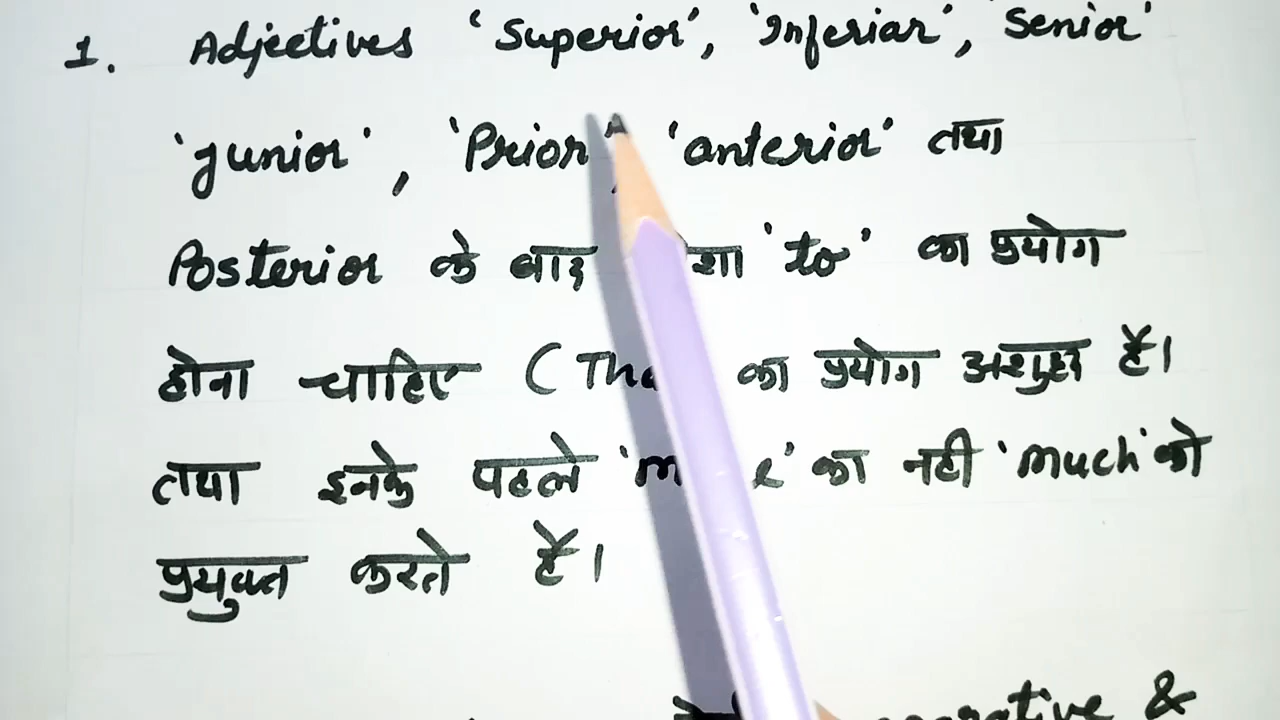 1. Adjectives 'Superior', 'Inferiar', 'Senior'
'junior', 'Prior', 'anterior' तथा
Posterior के बाद 'to' का प्रयोग
होना चाहिए ( का प्रयोग अशुद्ध है।
तथा इनके पहले का नही 'much' को
प्रयुक्त करते हैं।
&